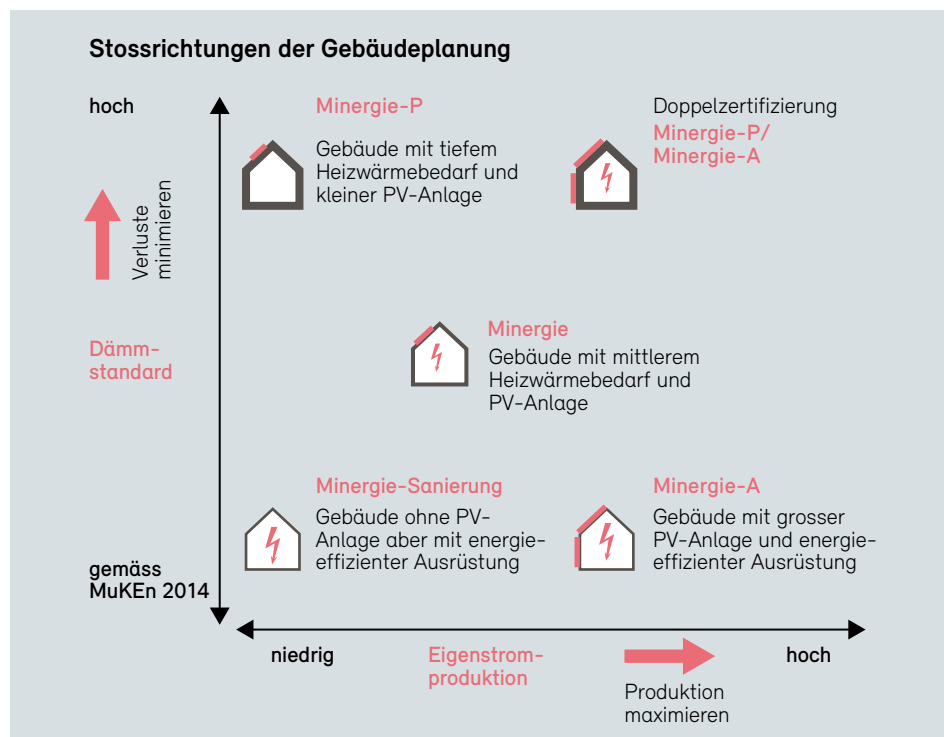 Stossrichtungen der Gebäudeplanung
hoch
Verluste
minimieren
Dämm-
standard
gemäss
MuKEn 2014
Minergie-P
Gebäude mit tiefem
Heizwärmebedarf und
kleiner PV-Anlage
Doppelzertifizierung
Minergie-P/
Minergie-A
Minergie
Gebäude mit mittlerem
Heizwärmebedarf und
PV-Anlage
Minergie-Sanierung
Gebäude ohne PV-
Anlage aber mit energie-
effizienter Ausrüstung
Minergie-A
Gebäude mit grosser
PV-Anlage und energie-
effizienter Ausrüstung
niedrig
Eigenstrom-
produktion
Produktion
maximieren
hoch